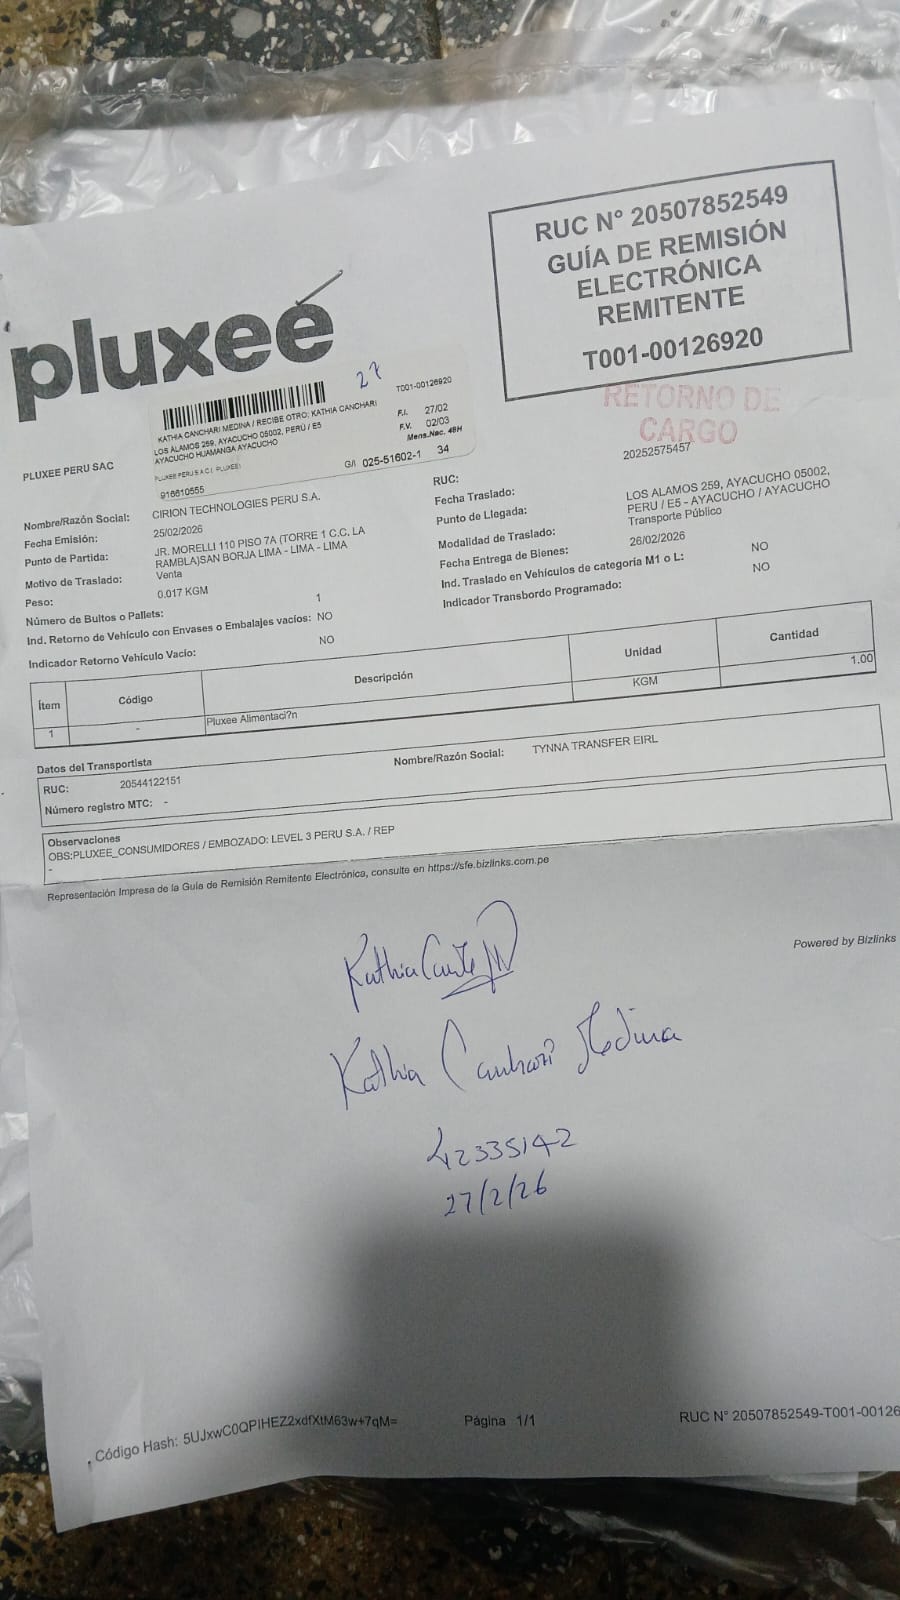 RUC N° 20507852549
GUÍA DE REMISIÓN
ELECTRÓNICA
REMITENTE
T001-00126920
pluxee
27
T001-00126920
KATHIA CANCHARI MEDINA / RECIBE OTRO: KATHIA CANCHARI
LOS ALAMOS 259, AYACUCHO 05002, PERÚ / E5
AYACUCHO HUAMANGA AYACUCHO
F.I. 27/02
F.V. 02/03
Mens.Nac. 48H
PLUXEE PERU S A C ( PLUXEE)
916610555
G/I 025-51602-1 34
RETORNO DE
CARGO
PLUXEE PERU SAC
Nombre/Razón Social: CIRION TECHNOLOGIES PERU S.A.
Fecha Emisión: 25/02/2026
Punto de Partida: JR. MORELLI 110 PISO 7A (TORRE 1 C.C. LA
RAMBLA)SAN BORJA LIMA - LIMA - LIMA
Motivo de Traslado: Venta
Peso: 0.017 KGM
Número de Bultos o Pallets: 1
Ind. Retorno de Vehículo con Envases o Embalajes vacíos: NO
Indicador Retorno Vehículo Vacio: NO
RUC: 20252575457
Fecha Traslado:
Punto de Llegada: LOS ALAMOS 259, AYACUCHO 05002,
PERU / E5 - AYACUCHO / AYACUCHO
Modalidad de Traslado: Transporte Público
Fecha Entrega de Bienes: 26/02/2026
Ind. Traslado en Vehículos de categoría M1 o L: NO
Indicador Transbordo Programado: NO
Ítem Código Descripción Unidad Cantidad
1 - Pluxee Alimentaci?n KGM 1.00
Datos del Transportista
RUC: 20544122151 Nombre/Razón Social: TYNNA TRANSFER EIRL
Número registro MTC: -
Observaciones
OBS:PLUXEE_CONSUMIDORES / EMBOZADO: LEVEL 3 PERU S.A. / REP
-
Representación Impresa de la Guía de Remisión Remitente Electrónica, consulte en https://sfe.bizlinks.com.pe
Powered by Bizlinks
Kathia
Kathia Canchari Medina
42335142
27/2/26
Código Hash: 5UJxwC0QPIHEZ2xdfXtM63w+7qM=
Página 1/1
RUC N° 20507852549-T001-00126